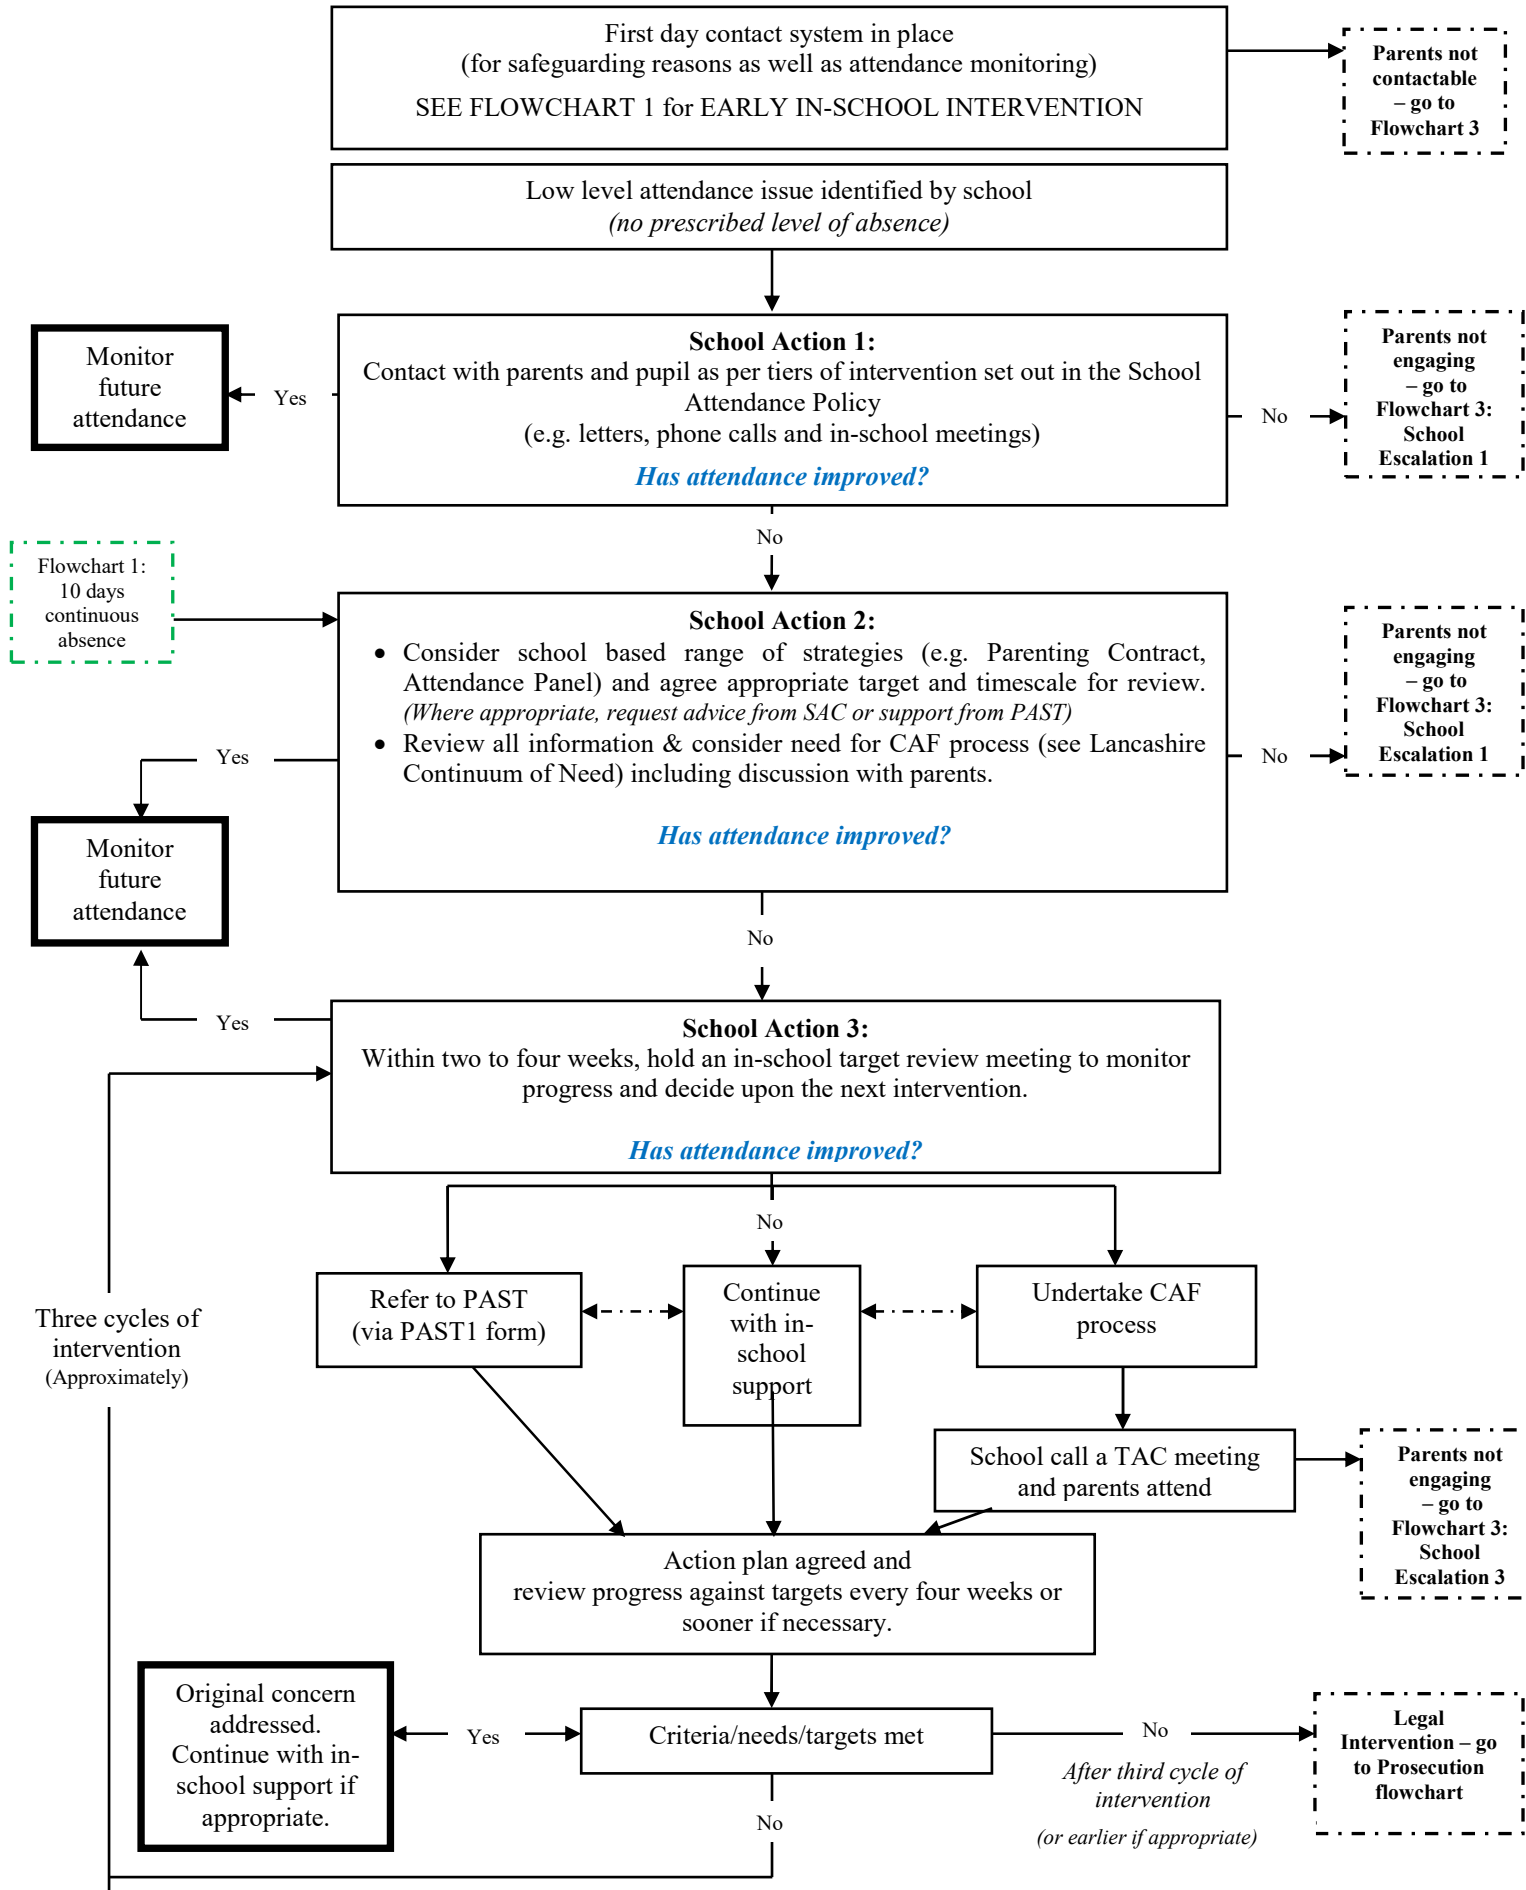 First day contact system in place
(for safeguarding reasons as well as attendance monitoring)
SEE FLOWCHART 1 for EARLY IN-SCHOOL INTERVENTION
Parents not
contactable
– go to
Flowchart 3
Low level attendance issue identified by school
(no prescribed level of absence)
Monitor
future
attendance
Yes
School Action 1:
Contact with parents and pupil as per tiers of intervention set out in the School
Attendance Policy
(e.g. letters, phone calls and in-school meetings)
Has attendance improved?
No
Parents not
engaging
– go to
Flowchart 3:
School
Escalation 1
No
Flowchart 1:
10 days
continuous
absence
School Action 2:
• Consider school based range of strategies (e.g. Parenting Contract,
Attendance Panel) and agree appropriate target and timescale for review.
(Where appropriate, request advice from SAC or support from PAST)
• Review all information & consider need for CAF process (see Lancashire
Continuum of Need) including discussion with parents.
Has attendance improved?
No
Parents not
engaging
– go to
Flowchart 3:
School
Escalation 1
Yes
Monitor
future
attendance
No
Yes
School Action 3:
Within two to four weeks, hold an in-school target review meeting to monitor
progress and decide upon the next intervention.
Has attendance improved?
No
Three cycles of
intervention
(Approximately)
Refer to PAST
(via PAST1 form)
Continue
with in-
school
support
Undertake CAF
process
School call a TAC meeting
and parents attend
Parents not
engaging
– go to
Flowchart 3:
School
Escalation 3
Action plan agreed and
review progress against targets every four weeks or
sooner if necessary.
Original concern
addressed.
Continue with in-
school support if
appropriate.
Yes
Criteria/needs/targets met
No
After third cycle of
intervention
(or earlier if appropriate)
Legal
Intervention – go
to Prosecution
flowchart
No